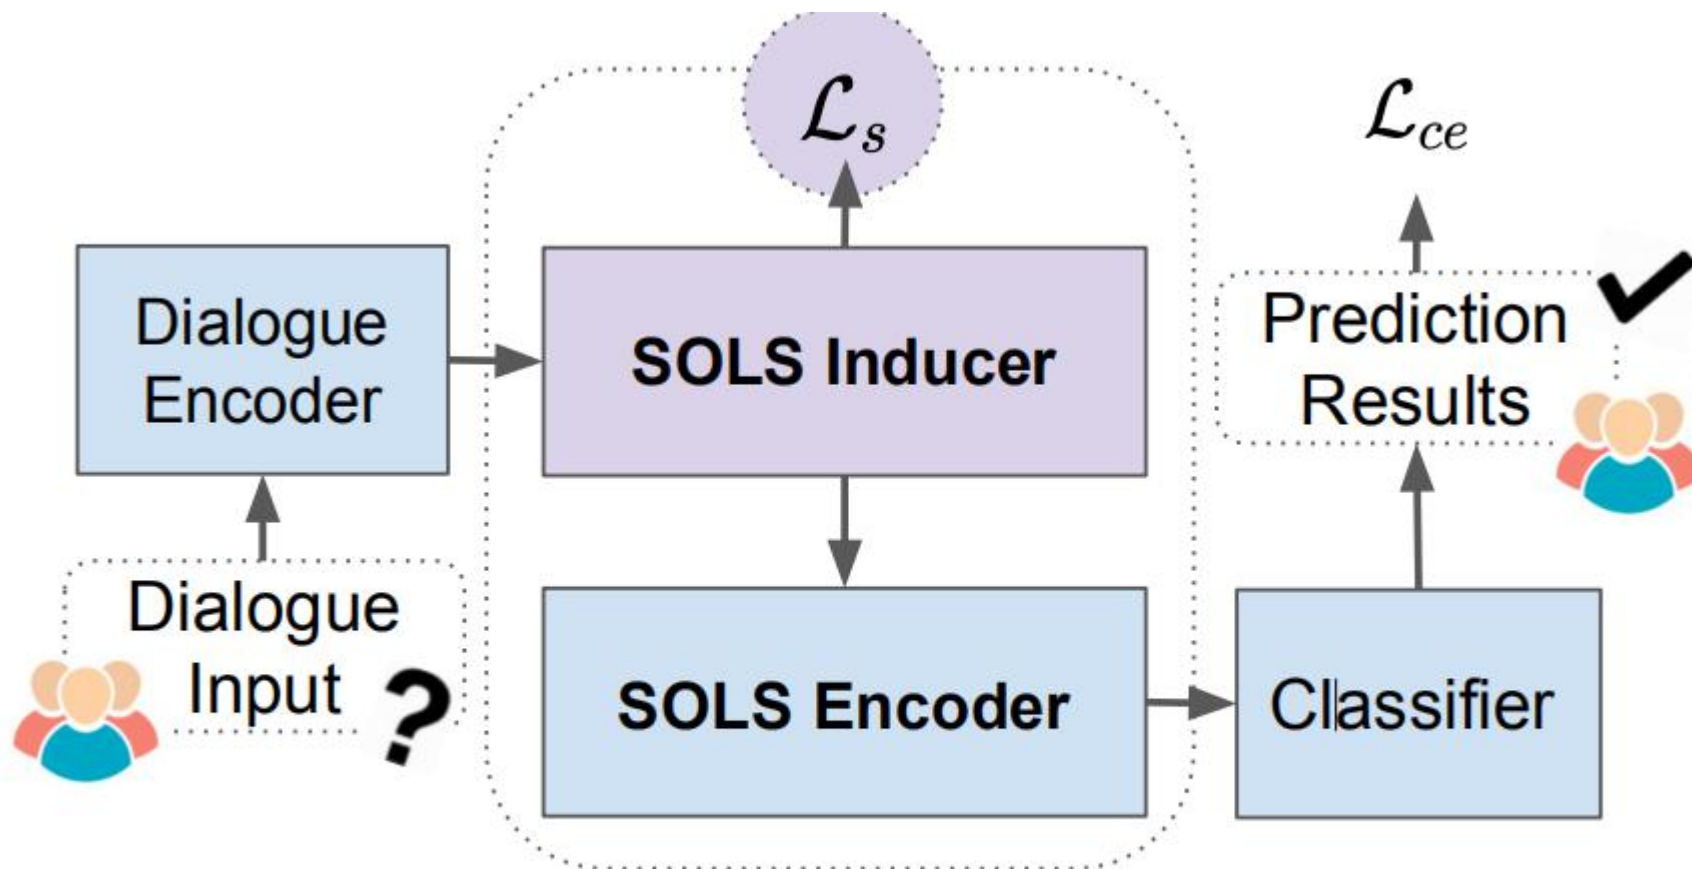 ℒs
ℒce
Dialogue
Encoder
SOLS Inducer
Prediction
Results
Dialogue
Input
?
SOLS Encoder
Classifier